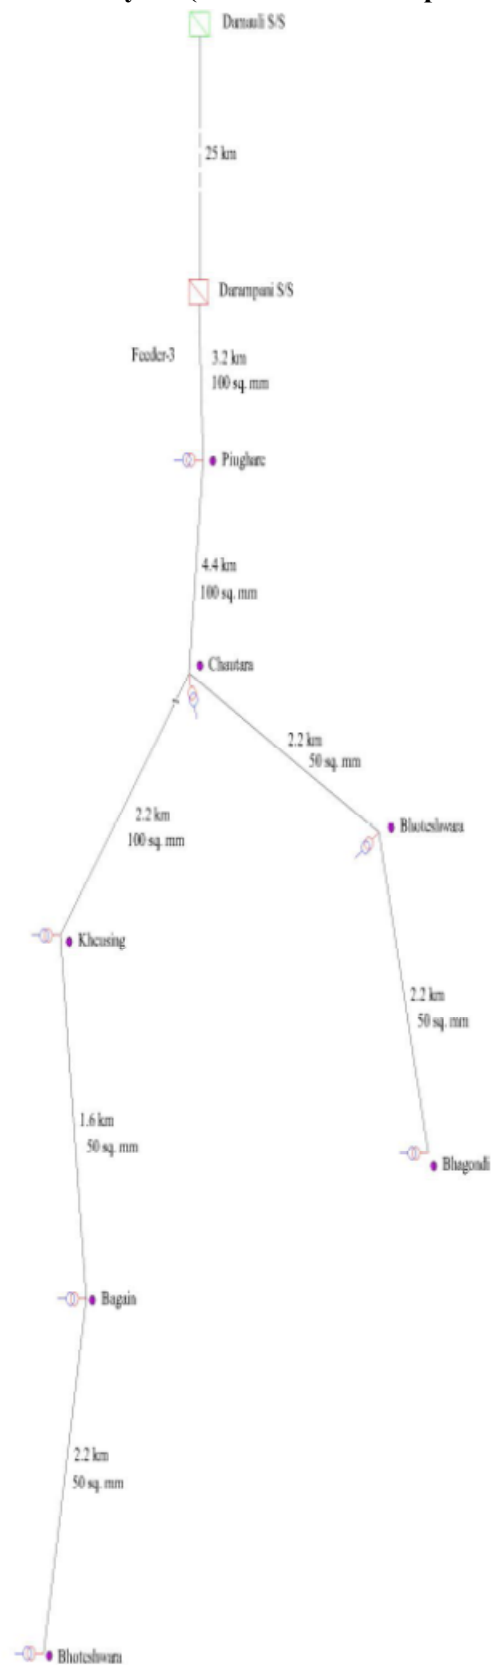 Damauli S/S
25 km
Darampani S/S
Feeder-3
3.2 km
100 sq. mm
Piughare
4.4 km
100 sq. mm
Chautara
2.2 km
50 sq. mm
2.2 km
100 sq. mm
Bhoteshwara
Kheusing
2.2 km
50 sq. mm
1.6 km
50 sq. mm
Bhagondi
Bagain
2.2 km
50 sq. mm
Bhoteshwara